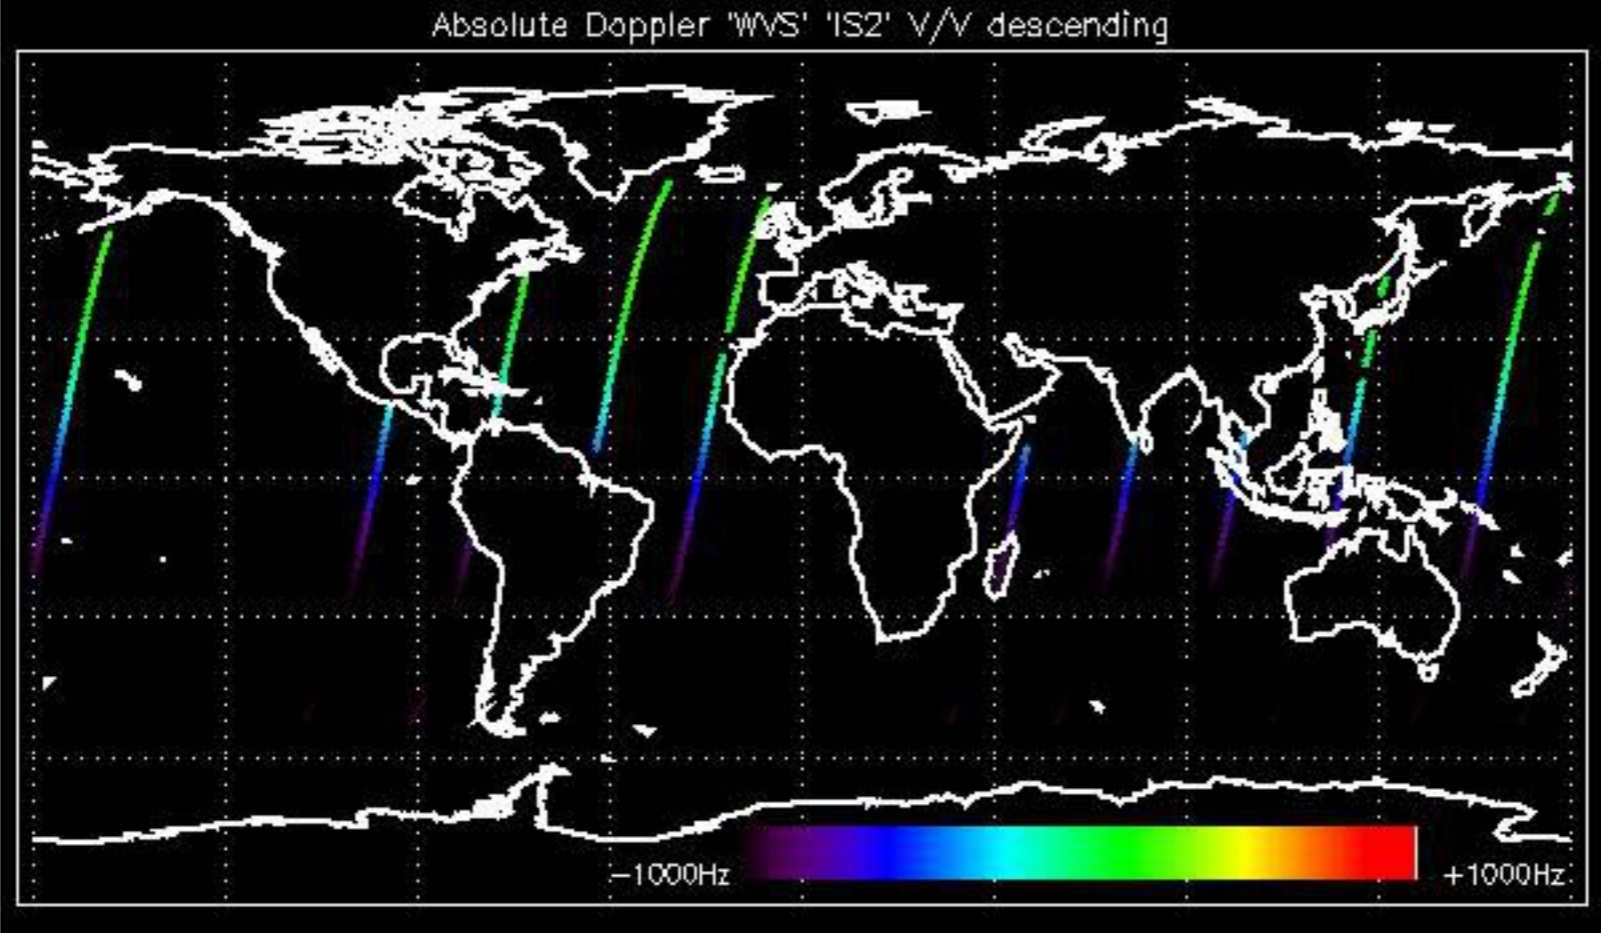 Absolute Doppler 'WVS' 'IS2' V/V descending
−1000Hz
+1000Hz